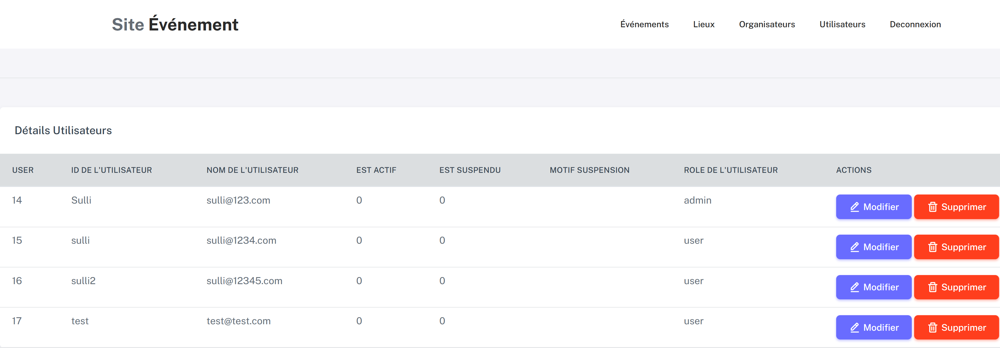 Site Événement
Événements Lieux Organisateurs Utilisateurs Deconnexion
Détails Utilisateurs
USER ID DE L'UTILISATEUR NOM DE L'UTILISATEUR EST ACTIF EST SUSPENDU MOTIF SUSPENSION ROLE DE L'UTILISATEUR ACTIONS
14 Sulli sulli@123.com 0 0 admin Modifier Supprimer
15 sulli sulli@1234.com 0 0 user Modifier Supprimer
16 sulli2 sulli@12345.com 0 0 user Modifier Supprimer
17 test test@test.com 0 0 user Modifier Supprimer